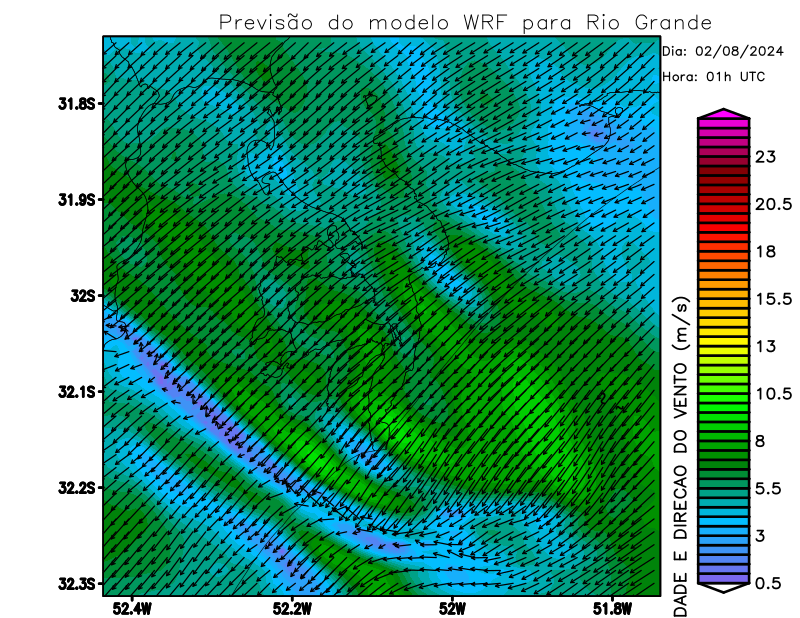 Previsão do modelo WRF para Rio Grande
Dia: 02/08/2024
Hora: 01h UTC
31.8S
31.9S
32S
32.1S
32.2S
32.3S
52.4W
52.2W
52W
51.8W
23
20.5
18
15.5
13
10.5
8
5.5
3
0.5
DADE E DIRECAO DO VENTO (m/s)